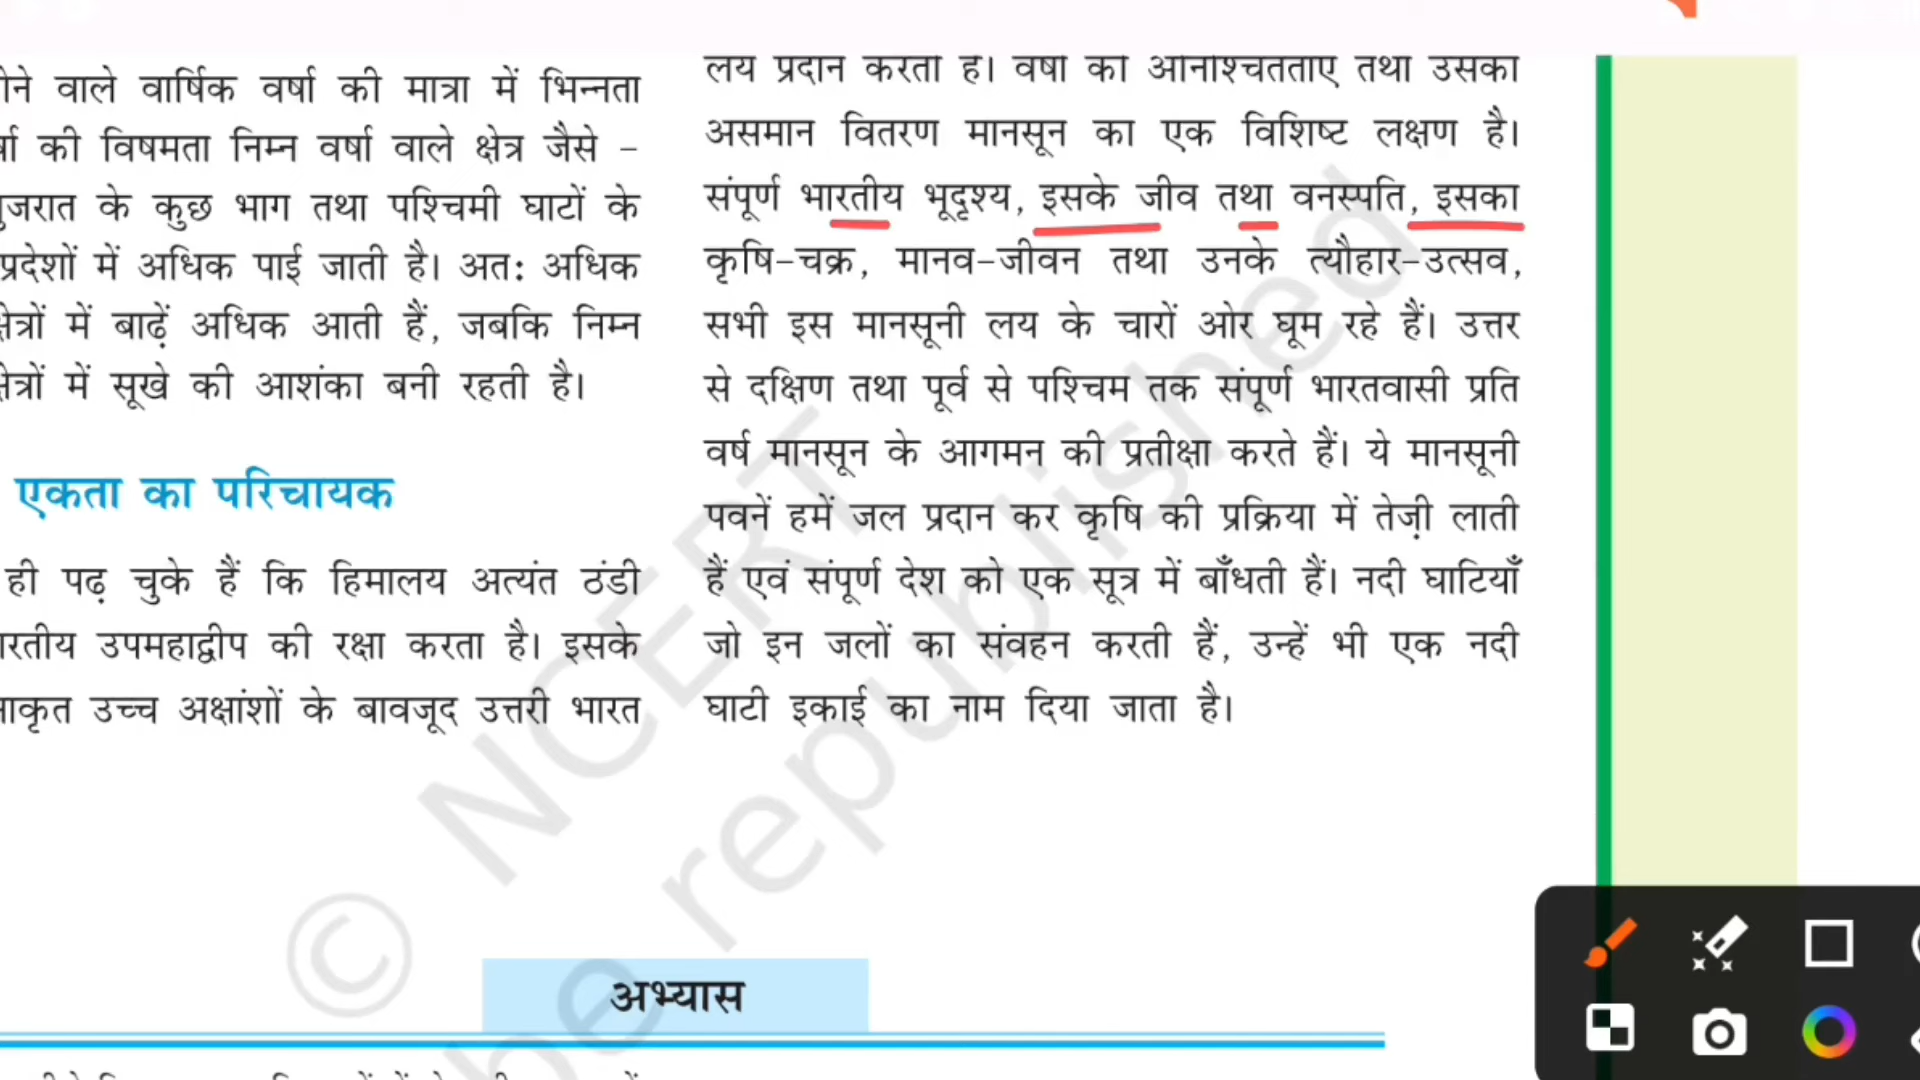 वाले वार्षिक वर्षा की मात्रा में भिन्नता
की विषमता निम्न वर्षा वाले क्षेत्र जैसे –
के कुछ भाग तथा पश्चिमी घाटों के
प्रदेशों में अधिक पाई जाती है। अतः अधिक
में बाढ़ें अधिक आती हैं, जबकि निम्न
में सूखे की आशंका बनी रहती है।
एकता का परिचायक
ही पढ़ चुके हैं कि हिमालय अत्यंत ठंडी
उपमहाद्वीप की रक्षा करता है। इसके
उच्च अक्षांशों के बावजूद उत्तरी भारत
लय प्रदान करती है। वर्षा की अनिश्चितताएँ तथा उसका
असमान वितरण मानसून का एक विशिष्ट लक्षण है।
संपूर्ण भारतीय भूदृश्य, इसके जीव तथा वनस्पति, इसका
कृषि-चक्र, मानव-जीवन तथा उनके त्यौहार-उत्सव,
सभी इस मानसूनी लय के चारों ओर घूम रहे हैं। उत्तर
से दक्षिण तथा पूर्व से पश्चिम तक संपूर्ण भारतवासी प्रति
वर्ष मानसून के आगमन की प्रतीक्षा करते हैं। ये मानसूनी
पवनें हमें जल प्रदान कर कृषि की प्रक्रिया में तेज़ी लाती
हैं एवं संपूर्ण देश को एक सूत्र में बाँधती हैं। नदी घाटियाँ
जो इन जलों का संवहन करती हैं, उन्हें भी एक नदी
घाटी इकाई का नाम दिया जाता है।
© NCERT
be republished
अभ्यास